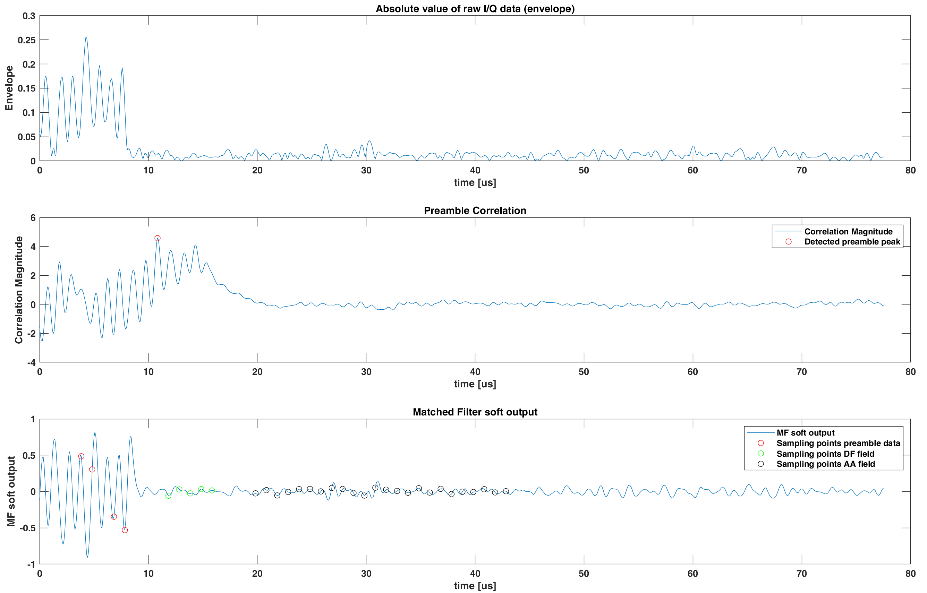 Absolute value of raw I/Q data (envelope)
0.3
0.25
0.2
0.15
0.1
0.05
0
Envelope
0 10 20 30 40 50 60 70 80
time [us]
Preamble Correlation
6
4
2
0
-2
-4
Correlation Magnitude
Correlation Magnitude
Detected preamble peak
0 10 20 30 40 50 60 70 80
time [us]
Matched Filter soft output
1
0.5
0
-0.5
-1
MF soft output
MF soft output
Sampling points preamble data
Sampling points DF field
Sampling points AA field
0 10 20 30 40 50 60 70 80
time [us]